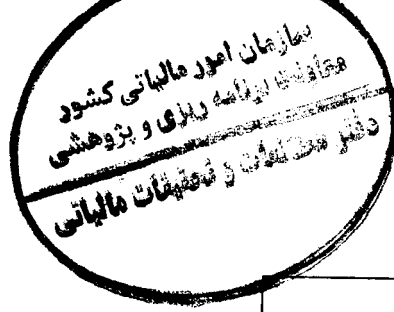 سازمان امور مالیاتی کشور
معاونت برنامه ریزی و پژوهشی
دفتر مطالعات و تحقیقات مالیاتی